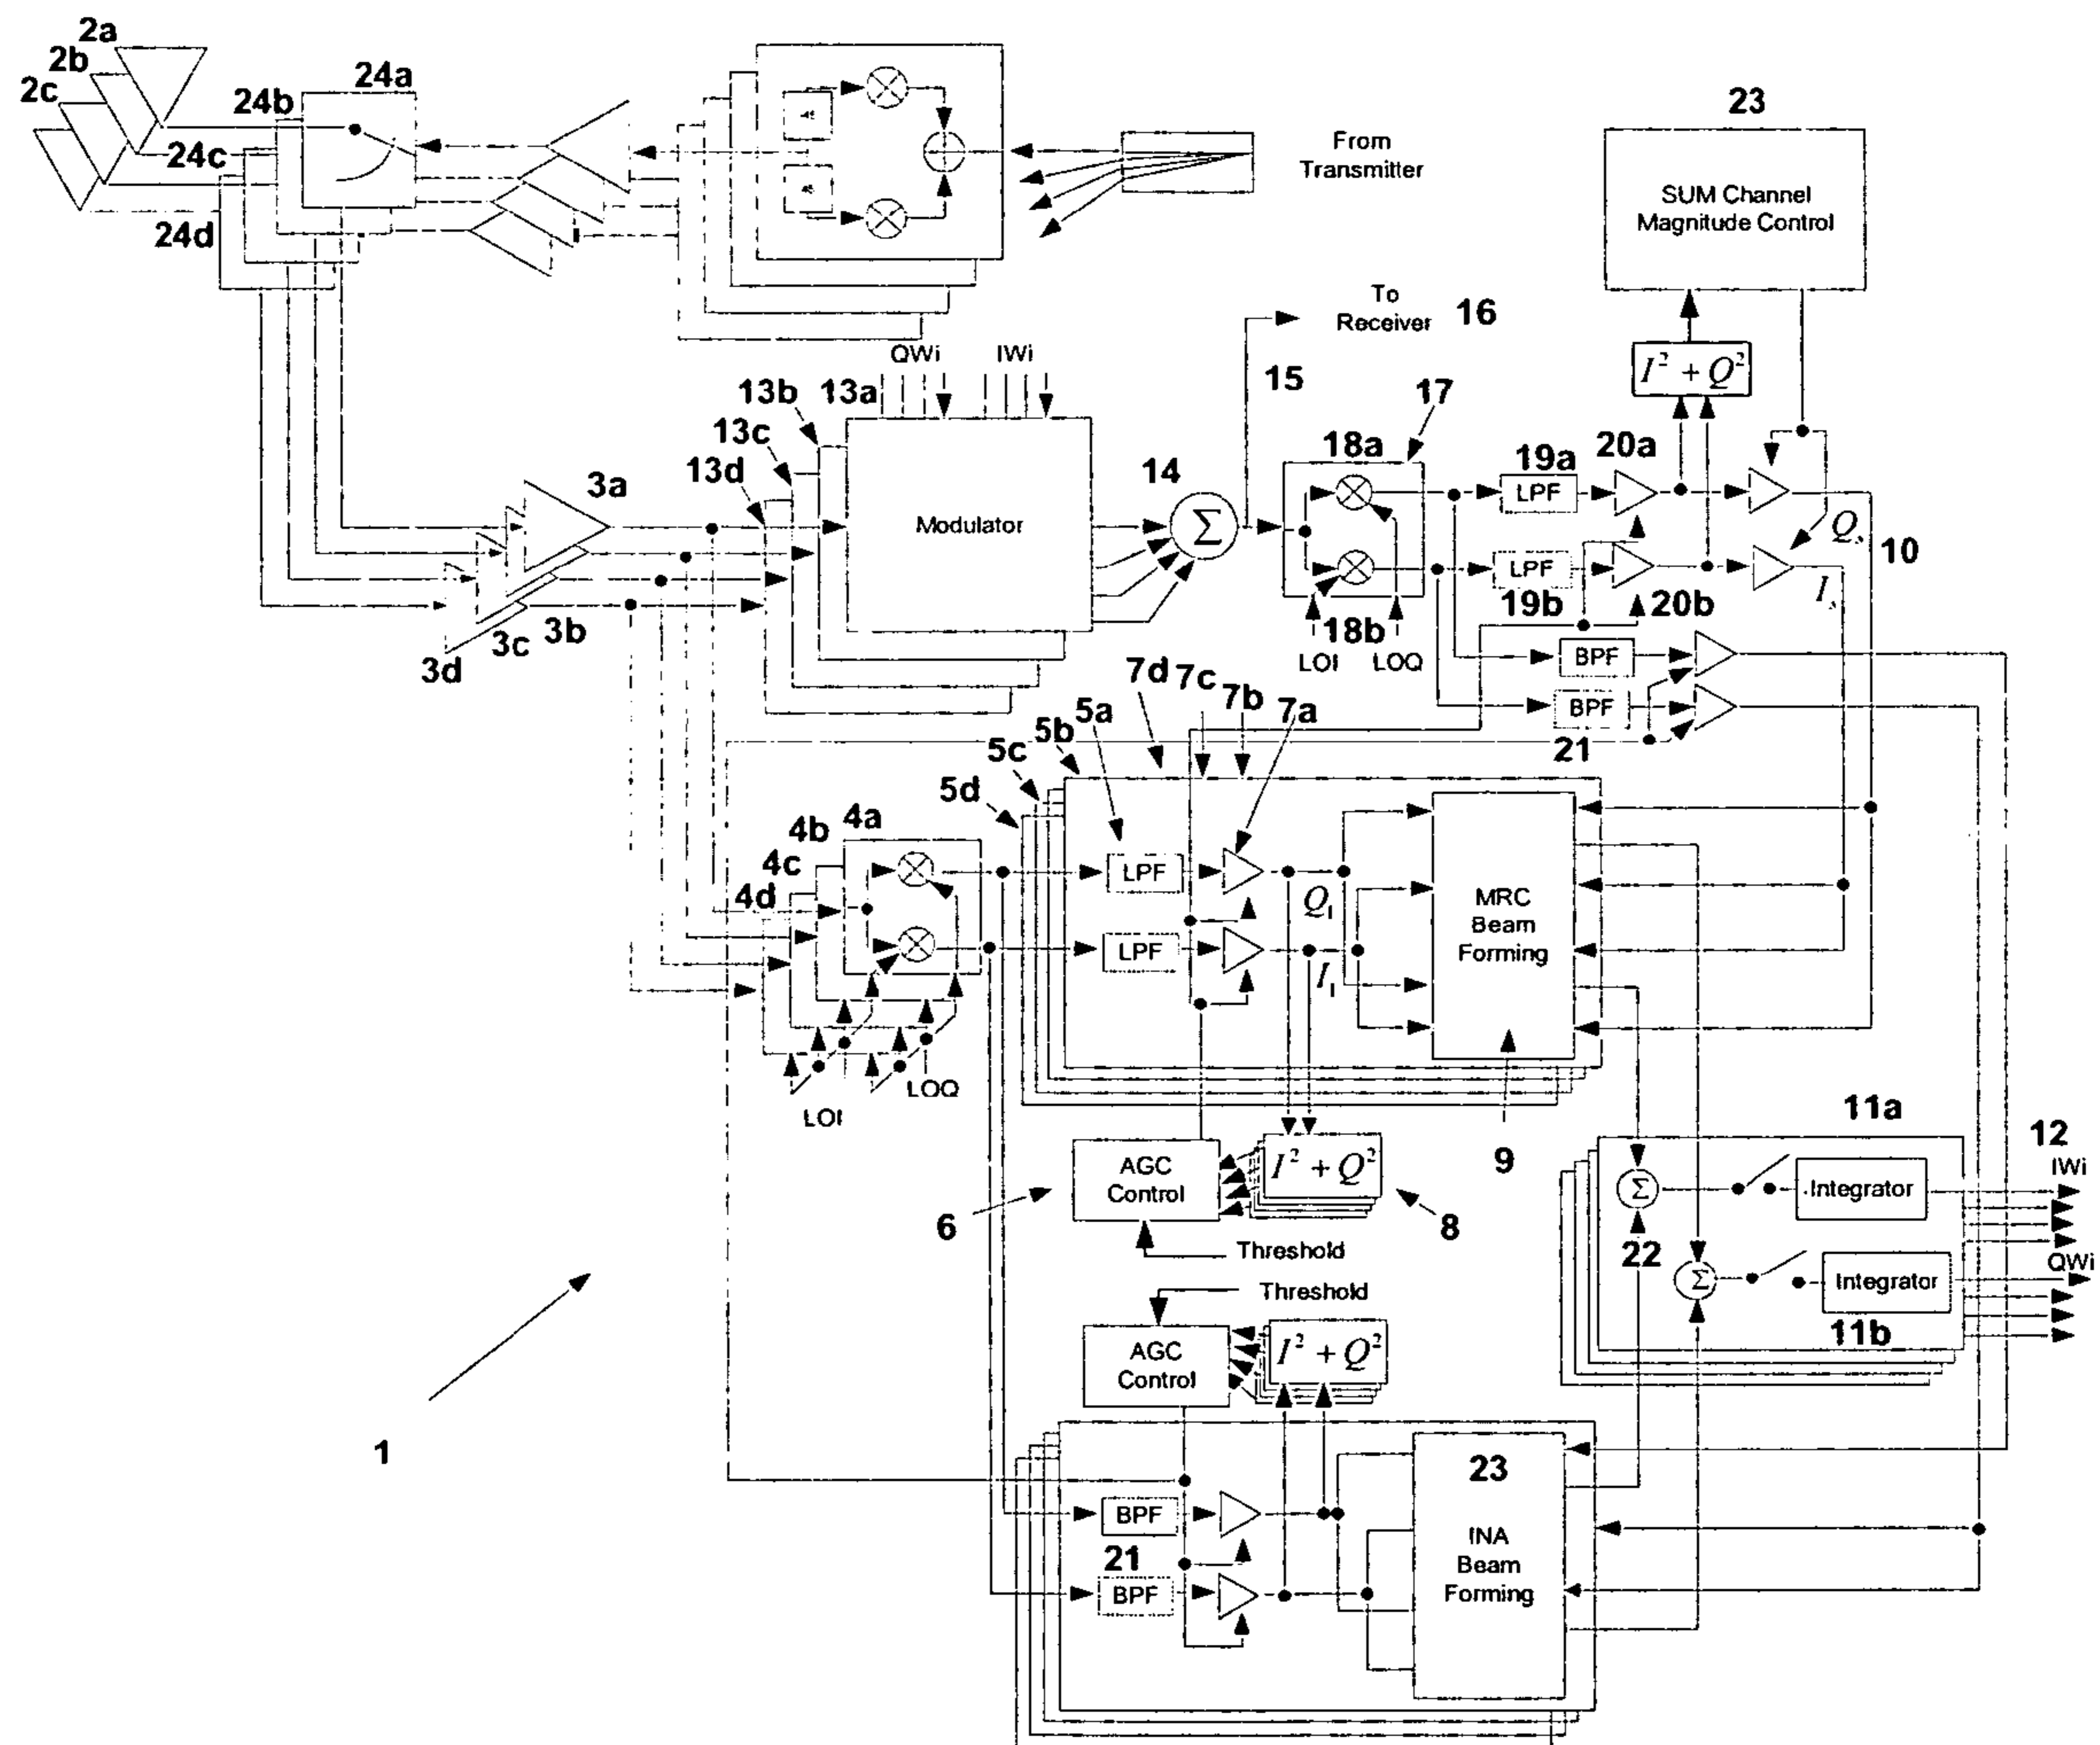 2a
2b
2c
24a
24b
24c
24d
-45
45
From
Transmitter
23
SUM Channel
Magnitude Control
To
Receiver
16
I² + Q²
QWi
IWi
15
17
13b
13a
13c
13d
14
18a
19a
20a
3a
Modulator
Σ
LPF
Q
10
LPF
I
3b
3c
3d
18b
19b
20b
LOI
LOQ
BPF
BPF
21
7d
7c
7b
7a
5a
5b
5c
5d
4b
4a
4c
4d
LPF
Q₁
LPF
I₁
MRC
Beam
Forming
LOQ
LOI
9
11a
12
IWi
AGC
Control
I² + Q²
6
8
Σ
Integrator
Threshold
22
QWi
Σ
Integrator
11b
Threshold
AGC
Control
I² + Q²
1
23
BPF
INA
Beam
Forming
21
BPF